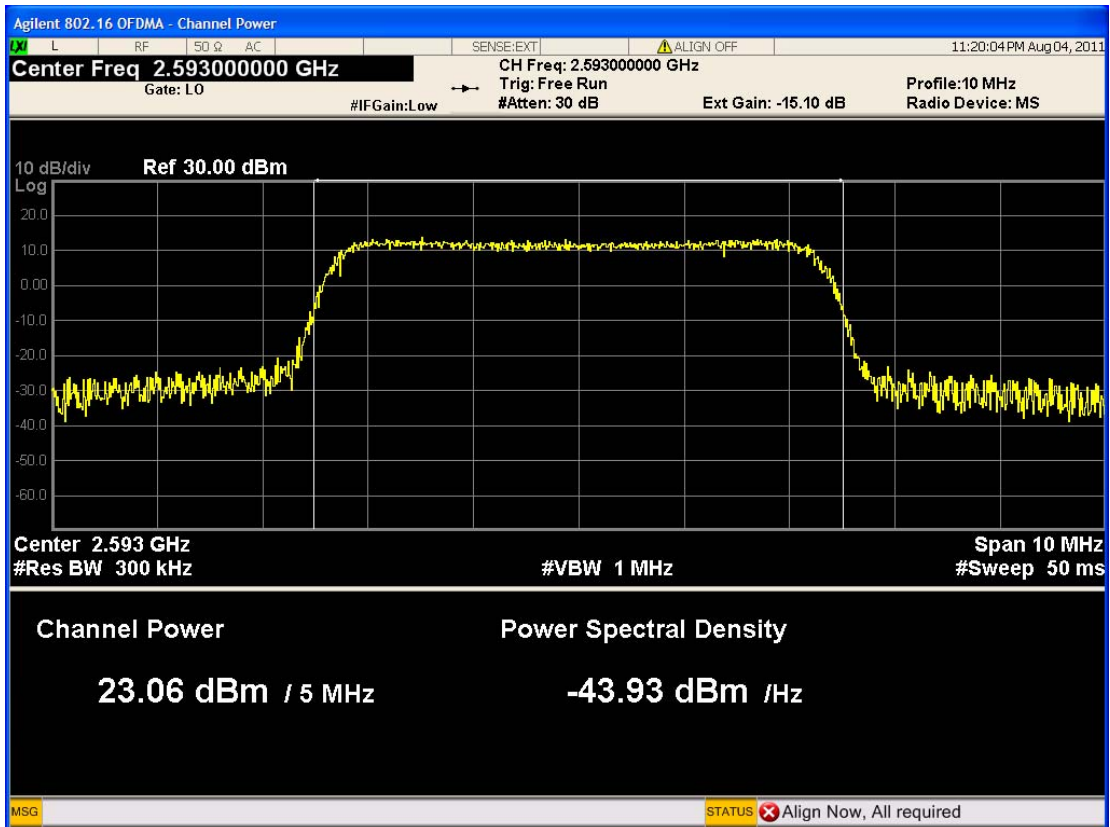 Agilent 802.16 OFDMA - Channel Power
LXI L RF 50 Ω AC SENSE:EXT ALIGN OFF 11:20:04 PM Aug 04, 2011
Center Freq 2.593000000 GHz
Gate: LO
#IFGain:Low
CH Freq: 2.593000000 GHz
Trig: Free Run
#Atten: 30 dB
Ext Gain: -15.10 dB
Profile:10 MHz
Radio Device: MS
10 dB/div Ref 30.00 dBm
Log
20.0
10.0
0.00
-10.0
-20.0
-30.0
-40.0
-50.0
-60.0
Center 2.593 GHz Span 10 MHz
#Res BW 300 kHz #VBW 1 MHz #Sweep 50 ms
Channel Power Power Spectral Density
23.06 dBm / 5 MHz -43.93 dBm /Hz
MSG STATUS Align Now, All required